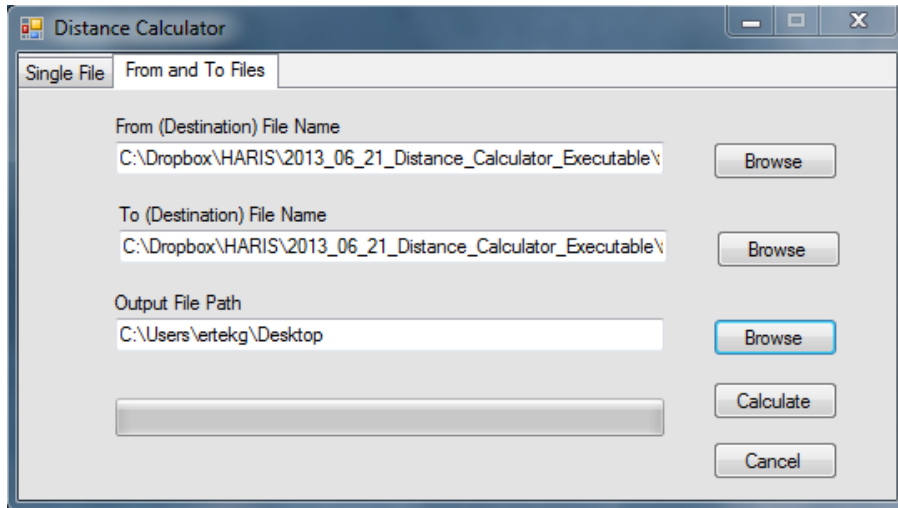 Distance Calculator
Single File From and To Files
From (Destination) File Name
C:\Dropbox\HARIS\2013_06_21_Distance_Calculator_Executable\
Browse
To (Destination) File Name
C:\Dropbox\HARIS\2013_06_21_Distance_Calculator_Executable\
Browse
Output File Path
C:\Users\ertekg\Desktop
Browse
Calculate
Cancel